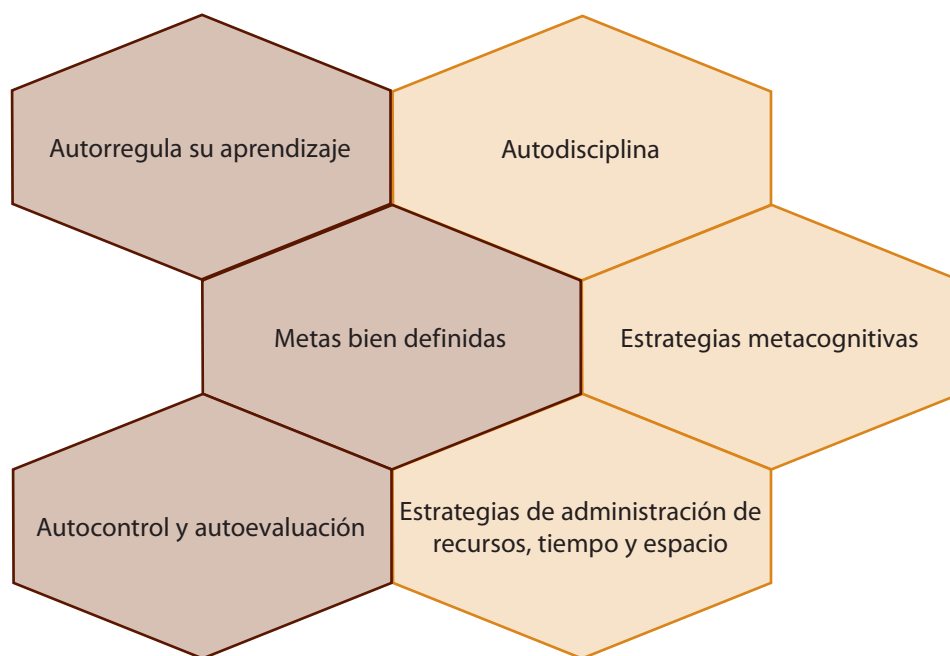 Autorregula su aprendizaje
Autodisciplina
Metas bien definidas
Estrategias metacognitivas
Autocontrol y autoevaluación
Estrategias de administración de
recursos, tiempo y espacio